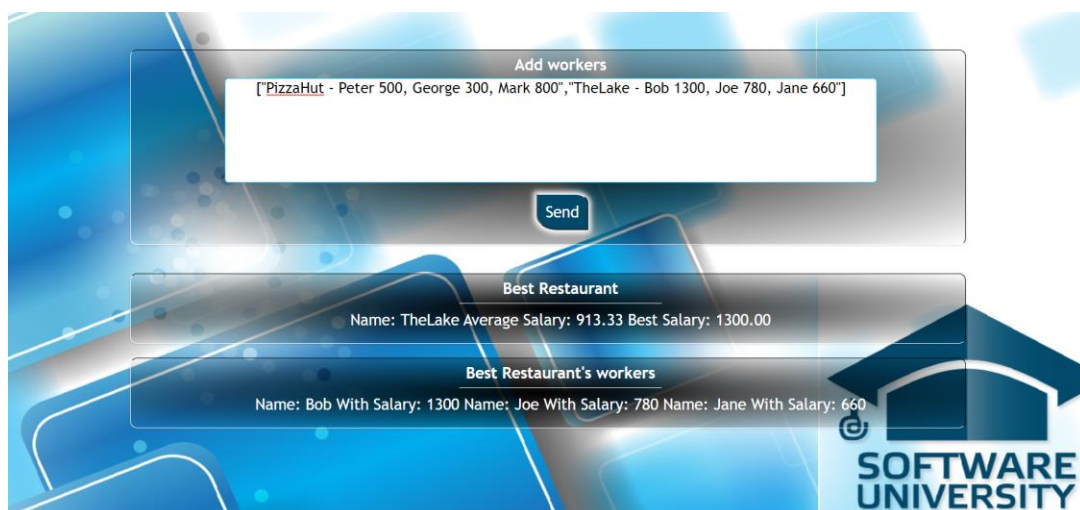 Add workers
["PizzaHut - Peter 500, George 300, Mark 800","TheLake - Bob 1300, Joe 780, Jane 660"]
Send
Best Restaurant
Name: TheLake Average Salary: 913.33 Best Salary: 1300.00
Best Restaurant's workers
Name: Bob With Salary: 1300 Name: Joe With Salary: 780 Name: Jane With Salary: 660
SOFTWARE
UNIVERSITY